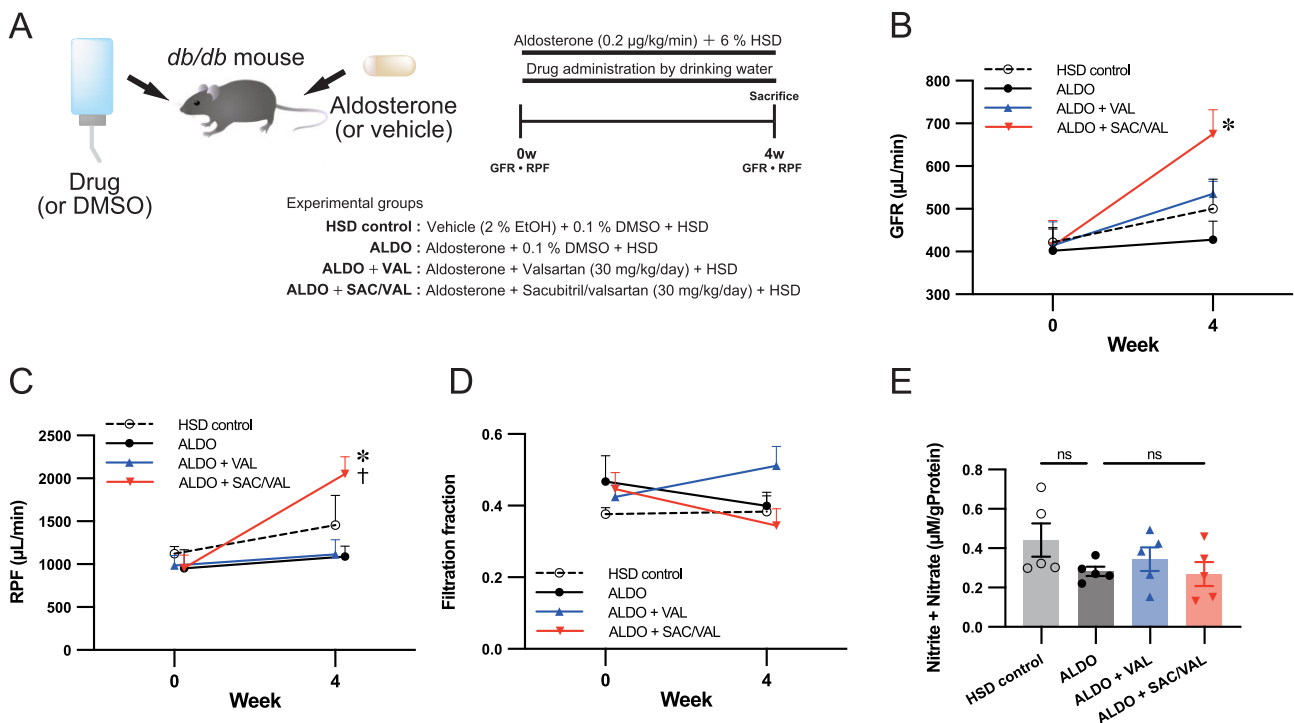 A
db/db mouse
Drug
(or DMSO)
Aldosterone
(or vehicle)
Aldosterone (0.2 µg/kg/min) + 6 % HSD
Drug administration by drinking water
Sacrifice
0w
GFR • RPF
4w
GFR • RPF
Experimental groups
HSD control : Vehicle (2 % EtOH) + 0.1 % DMSO + HSD
ALDO : Aldosterone + 0.1 % DMSO + HSD
ALDO + VAL : Aldosterone + Valsartan (30 mg/kg/day) + HSD
ALDO + SAC/VAL : Aldosterone + Sacubitril/valsartan (30 mg/kg/day) + HSD
B
HSD control
ALDO
ALDO + VAL
ALDO + SAC/VAL
*
GFR (µL/min)
800
700
600
500
400
300
0
4
Week
C
HSD control
ALDO
ALDO + VAL
ALDO + SAC/VAL
*
†
RPF (µL/min)
2500
2000
1500
1000
500
0
0
4
Week
D
Filtration fraction
0.6
0.4
0.2
0.0
HSD control
ALDO
ALDO + VAL
ALDO + SAC/VAL
0
4
Week
E
ns
ns
Nitrite + Nitrate (µM/gProtein)
0.8
0.6
0.4
0.2
0.0
HSD control
ALDO
ALDO + VAL
ALDO + SAC/VAL